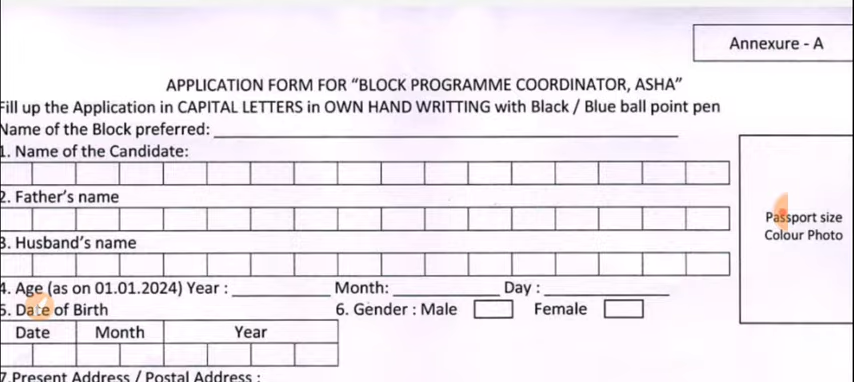 Annexure - A
APPLICATION FORM FOR “BLOCK PROGRAMME COORDINATOR, ASHA”
Fill up the Application in CAPITAL LETTERS in OWN HAND WRITTING with Black / Blue ball point pen
Name of the Block preferred:
1. Name of the Candidate:
2. Father’s name
3. Husband’s name
Passport size
Colour Photo
4. Age (as on 01.01.2024) Year : Month: Day :
5. Date of Birth 6. Gender : Male Female
Date Month Year
7.Present Address / Postal Address :